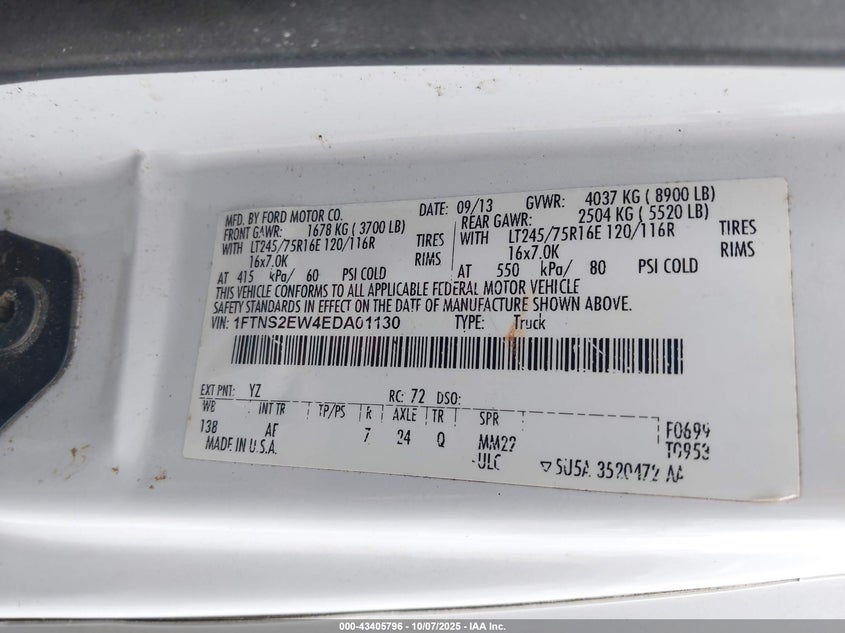 MFD. BY FORD MOTOR CO. DATE: 09/13 GVWR: 4037 KG ( 8900 LB)
FRONT GAWR: 1678 KG ( 3700 LB) REAR GAWR: 2504 KG ( 5520 LB)
WITH LT245/75R16E 120/116R TIRES WITH LT245/75R16E 120/116R TIRES
16x7.0K RIMS 16x7.0K RIMS
AT 415 kPa/ 60 PSI COLD AT 550 kPa/ 80 PSI COLD
THIS VEHICLE CONFORMS TO ALL APPLICABLE FEDERAL MOTOR VEHICLE
SAFETY STANDARDS IN EFFECT ON THE DATE OF MANUFACTURE SHOWN ABOVE.
VIN: 1FTNS2EW4EDA01130 TYPE: Truck
EXT PNT: YZ RC: 72 DSO:
WB INT TR TP/PS R AXLE TR SPR
138 AF 7 24 Q MM22 F0699
MADE IN U.S.A. -ULC T0953
▽ 5U5A 3520472 AA
000-43405796 - 10/07/2025 - IAA Inc.